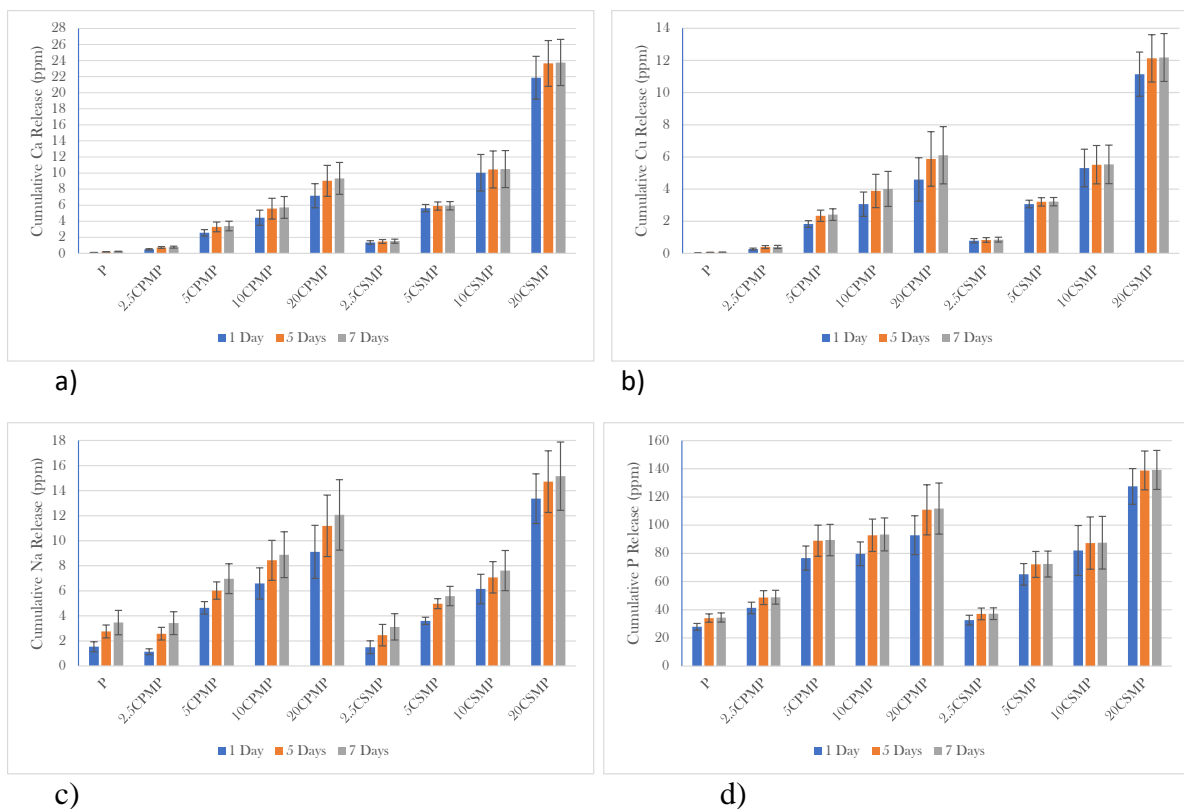 Cumulative Ca Release (ppm)
28
26
24
22
20
18
16
14
12
10
8
6
4
2
0
P
2.5CPMP
5CPMP
10CPMP
20CPMP
2.5CSMP
5CSMP
10CSMP
20CSMP
1 Day 5 Days 7 Days
a)
Cumulative Cu Release (ppm)
14
12
10
8
6
4
2
0
P
2.5CPMP
5CPMP
10CPMP
20CPMP
2.5CSMP
5CSMP
10CSMP
20CSMP
1 Day 5 Days 7 Days
b)
Cumulative Na Release (ppm)
18
16
14
12
10
8
6
4
2
0
P
2.5CPMP
5CPMP
10CPMP
20CPMP
2.5CSMP
5CSMP
10CSMP
20CSMP
1 Day 5 Days 7 Days
c)
Cumulative P Release (ppm)
160
140
120
100
80
60
40
20
0
P
2.5CPMP
5CPMP
10CPMP
20CPMP
2.5CSMP
5CSMP
10CSMP
20CSMP
1 Day 5 Days 7 Days
d)